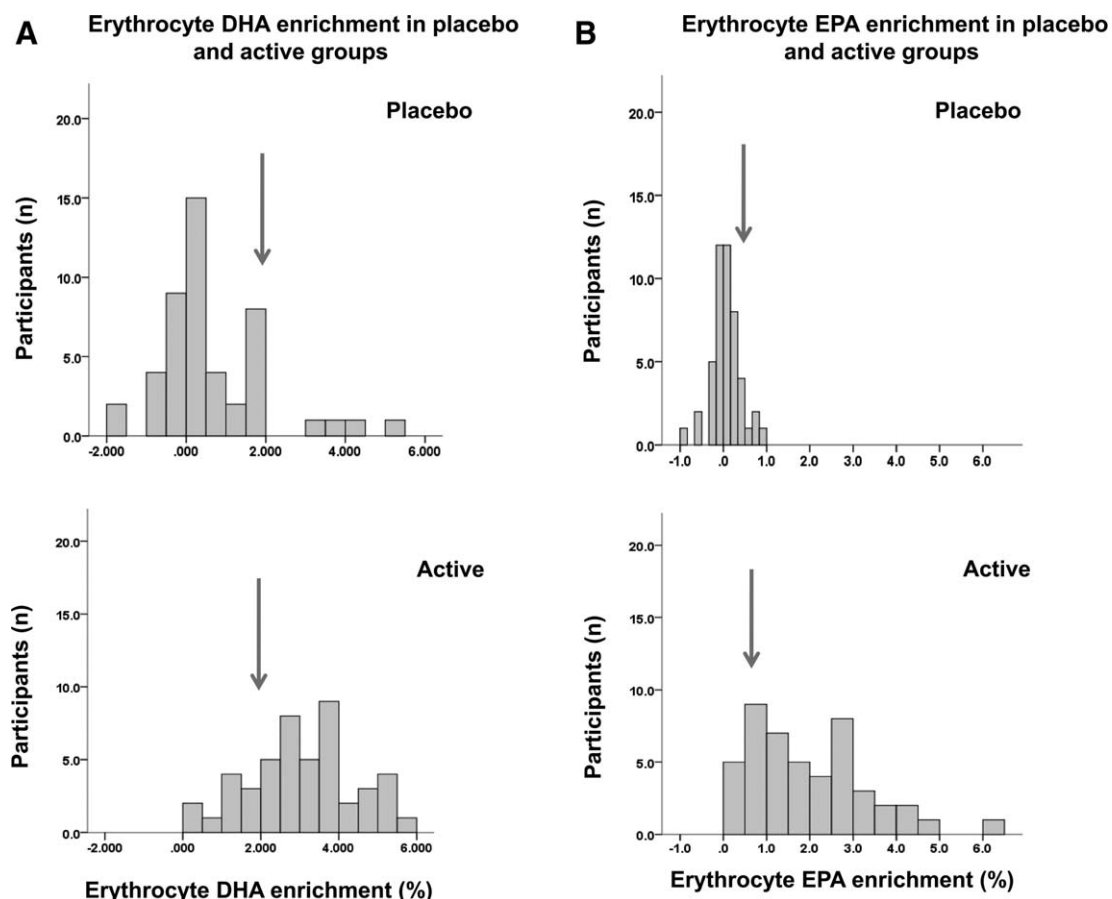 A
Erythrocyte DHA enrichment in placebo
and active groups
Placebo
Participants (n)
20.0
15.0
10.0
5.0
0.0
-2.000 .000 2.000 4.000 6.000
Active
Participants (n)
20.0
15.0
10.0
5.0
0.0
-2.000 .000 2.000 4.000 6.000
Erythrocyte DHA enrichment (%)
B
Erythrocyte EPA enrichment in placebo
and active groups
Placebo
Participants (n)
20.0
15.0
10.0
5.0
0.0
-1.0 .0 1.0 2.0 3.0 4.0 5.0 6.0
Active
Participants (n)
20.0
15.0
10.0
5.0
0.0
-1.0 .0 1.0 2.0 3.0 4.0 5.0 6.0
Erythrocyte EPA enrichment (%)